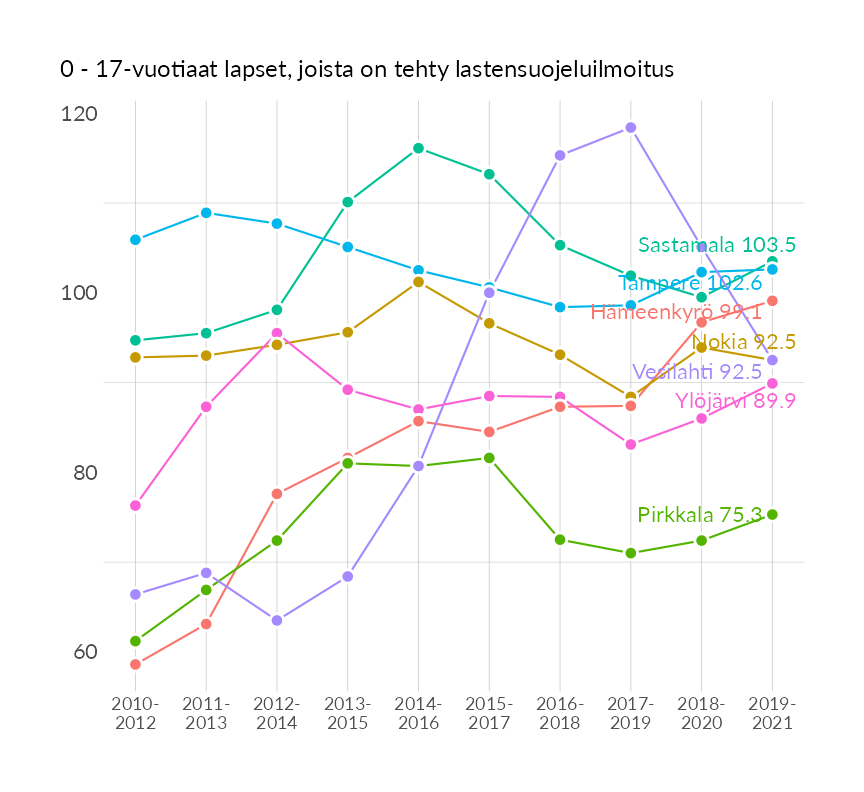 0 - 17-vuotiaat lapset, joista on tehty lastensuojeluilmoitus
120
100
80
60
Sastamala 103.5
Tampere 102.6
Hämeenkyrö 99.1
Nokia 92.5
Vesilahti 92.5
Ylöjärvi 89.9
Pirkkala 75.3
2010- 2011- 2012- 2013- 2014- 2015- 2016- 2017- 2018- 2019-
2012 2013 2014 2015 2016 2017 2018 2019 2020 2021